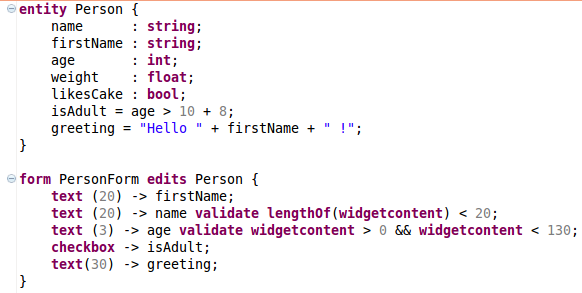 entity Person {
    name      : string;
    firstName : string;
    age       : int;
    weight    : float;
    likesCake : bool;
    isAdult = age > 10 + 8;
    greeting = "Hello " + firstName + " !";
}

form PersonForm edits Person {
    text (20) -> firstName;
    text (20) -> name validate lengthOf(widgetcontent) < 20;
    text (3) -> age validate widgetcontent > 0 && widgetcontent < 130;
    checkbox -> isAdult;
    text(30) -> greeting;
}